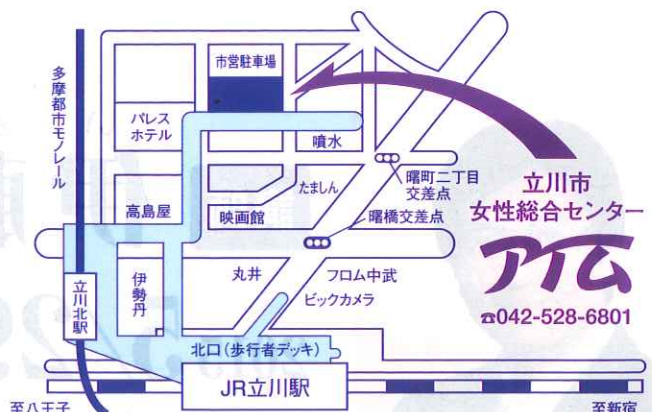 多摩都市モノレール
市営駐車場
パレス
ホテル
噴水
曙町二丁目
交差点
たましん
高島屋
映画館
曙橋交差点
立川市
女性総合センター
アイム
☎042-528-6801
立川北駅
伊勢丹
丸井
フロム中武
ビックカメラ
北口(歩行者デッキ)
JR立川駅
至八王子
至新宿